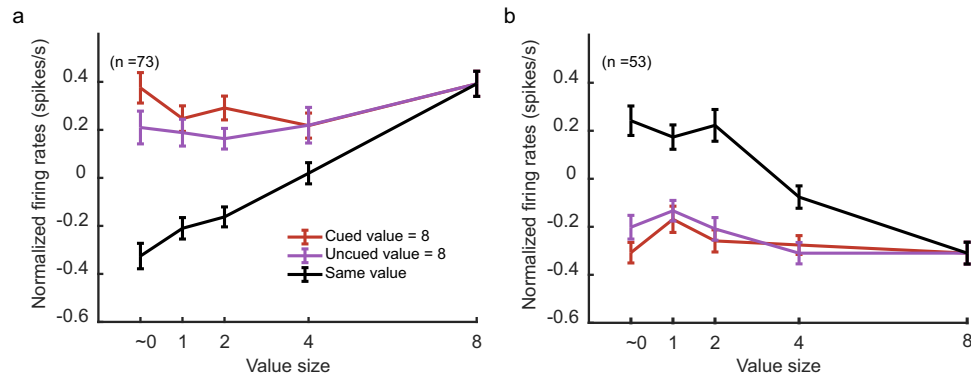 a
(n =73)
Normalized firing rates (spikes/s)
0.4
0.2
0
-0.2
-0.4
-0.6
Cued value = 8
Uncued value = 8
Same value
~0 1 2 4 8
Value size
b
(n =53)
Normalized firing rates (spikes/s)
0.4
0.2
0
-0.2
-0.4
-0.6
~0 1 2 4 8
Value size